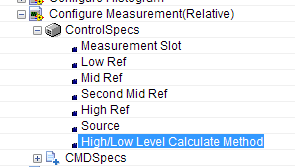 Configure Histogram
Configure Measurement(Relative)
ControlSpecs
Measurement Slot
Low Ref
Mid Ref
Second Mid Ref
High Ref
Source
High/Low Level Calculate Method
CMDSpecs